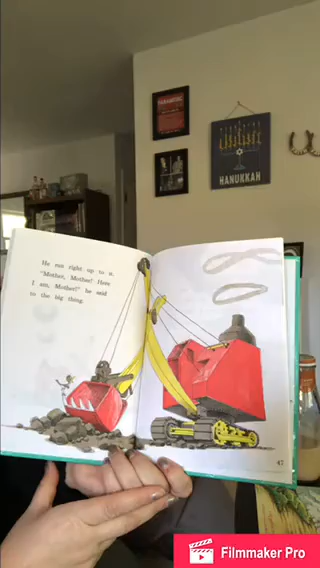 HANUKKAH
He ran right up to it.
"Mother, Mother! Here
I am, Mother!" he said
to the big thing.
47
Filmmaker Pro